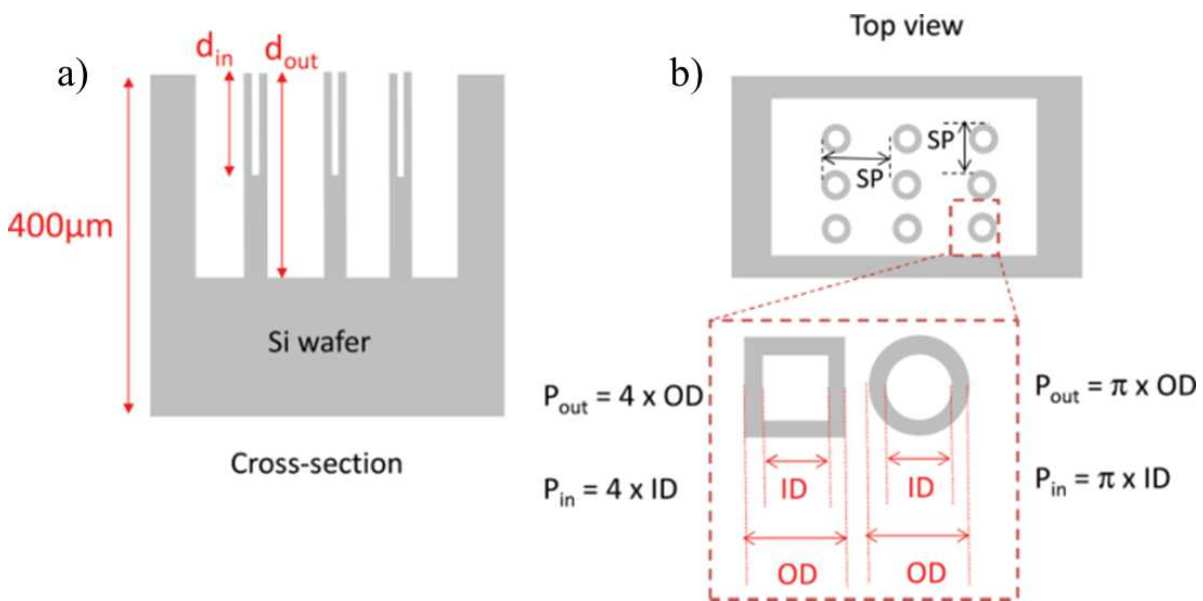 a)
d_in
d_out
400μm
Si wafer
Cross-section
b)
Top view
SP
SP
P_out = 4 x OD
P_in = 4 x ID
ID
OD
ID
OD
P_out = π x OD
P_in = π x ID